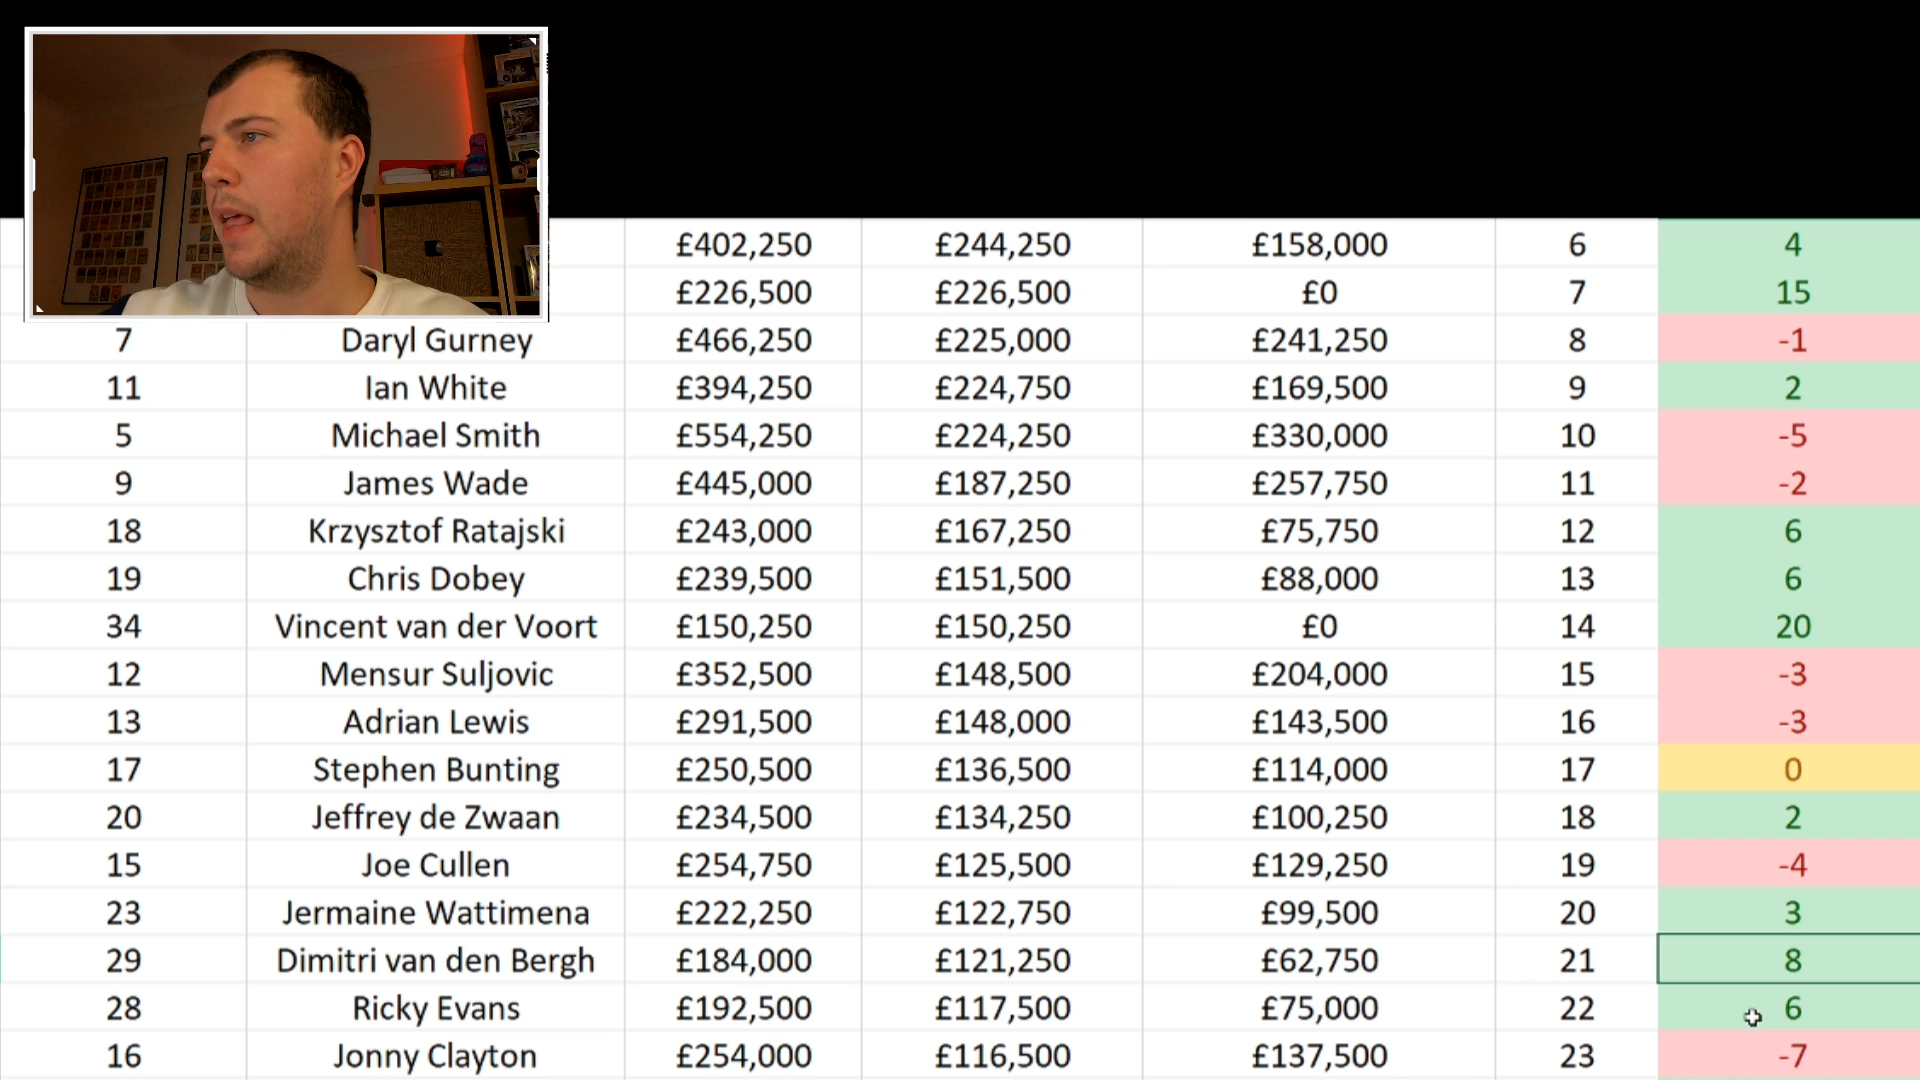 £402,250 £244,250 £158,000 6 4
£226,500 £226,500 £0 7 15
7 Daryl Gurney £466,250 £225,000 £241,250 8 -1
11 Ian White £394,250 £224,750 £169,500 9 2
5 Michael Smith £554,250 £224,250 £330,000 10 -5
9 James Wade £445,000 £187,250 £257,750 11 -2
18 Krzysztof Ratajski £243,000 £167,250 £75,750 12 6
19 Chris Dobey £239,500 £151,500 £88,000 13 6
34 Vincent van der Voort £150,250 £150,250 £0 14 20
12 Mensur Suljovic £352,500 £148,500 £204,000 15 -3
13 Adrian Lewis £291,500 £148,000 £143,500 16 -3
17 Stephen Bunting £250,500 £136,500 £114,000 17 0
20 Jeffrey de Zwaan £234,500 £134,250 £100,250 18 2
15 Joe Cullen £254,750 £125,500 £129,250 19 -4
23 Jermaine Wattimena £222,250 £122,750 £99,500 20 3
29 Dimitri van den Bergh £184,000 £121,250 £62,750 21 8
28 Ricky Evans £192,500 £117,500 £75,000 22 6
16 Jonny Clayton £254,000 £116,500 £137,500 23 -7